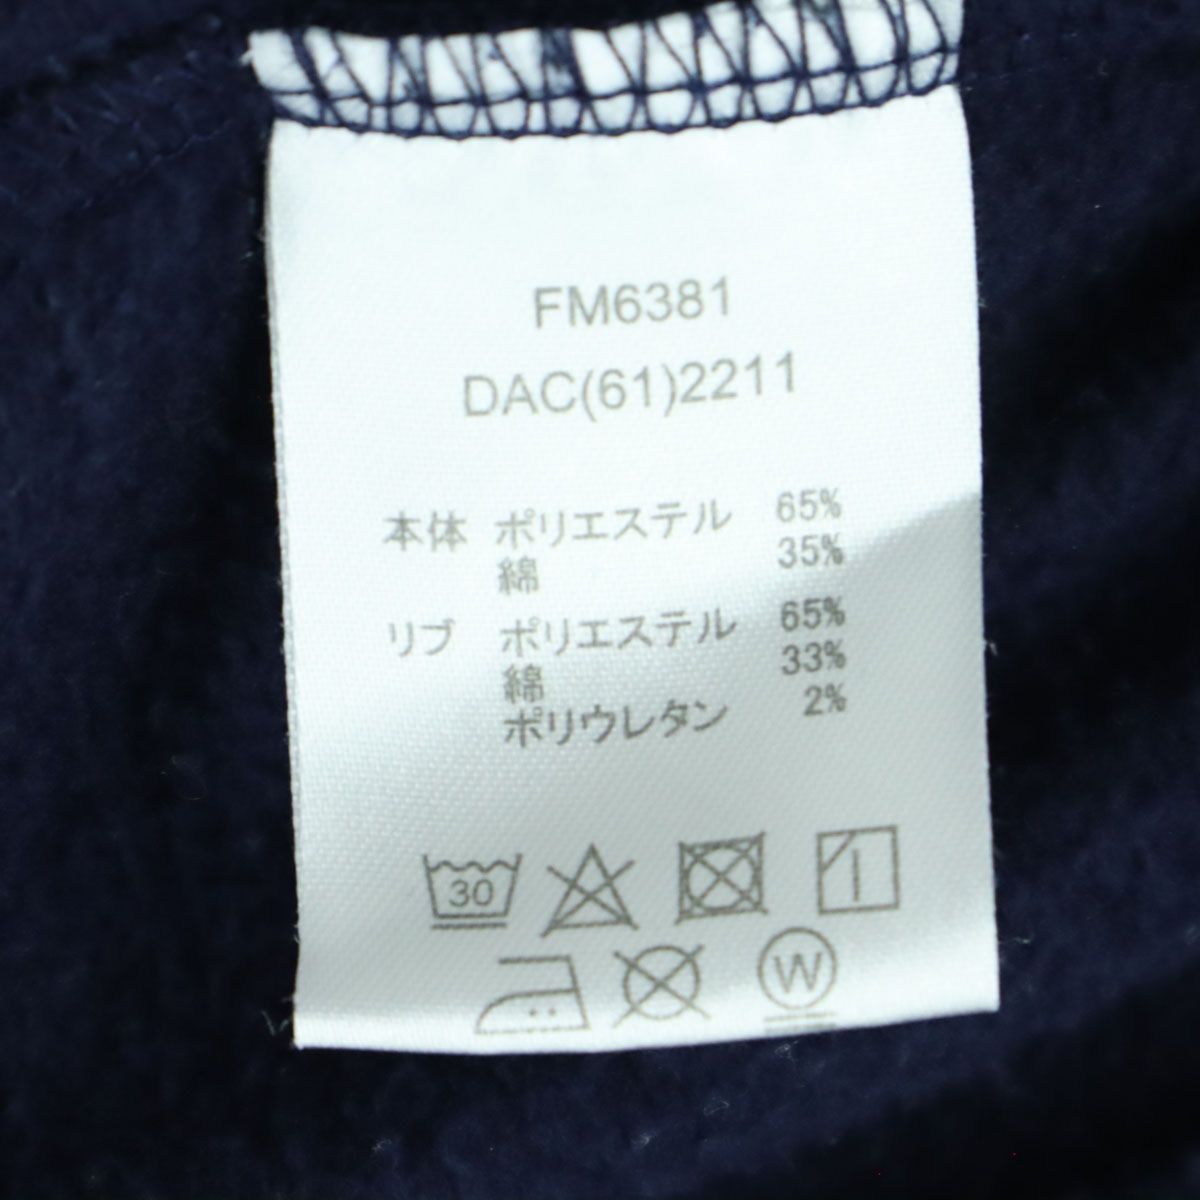 FM6381
DAC(61)2211
本体 ポリエステル 65%
綿 35%
リブ ポリエステル 65%
綿 33%
ポリウレタン 2%
30
W